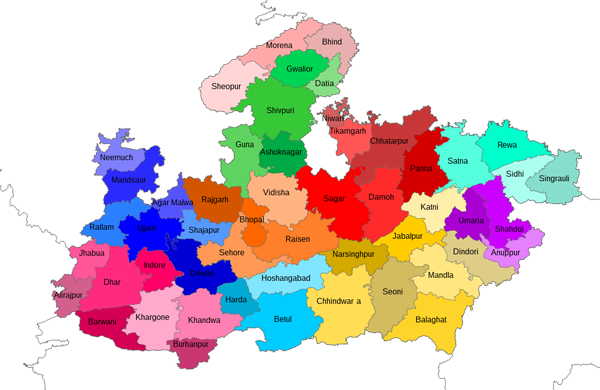 Bhind
Morena
Gwalior
Datia
Sheopur
Shivpuri
Niwari
Tikamgarh
Chhatarpur
Guna
Ashoknagar
Panna
Satna
Rewa
Sidhi
Singrauli
Neemuch
Mandsaur
Agar Malwa
Rajgarh
Vidisha
Sagar
Damoh
Katni
Umaria
Shahdol
Ratlam
Ujjain
Shajapur
Bhopal
Raisen
Jabalpur
Dindori
Anuppur
Jhabua
Indore
Dewas
Sehore
Narsinghpur
Mandla
Alirajpur
Dhar
Hoshangabad
Harda
Chhindwar a
Seoni
Barwani
Khargone
Khandwa
Betul
Balaghat
Burhanpur